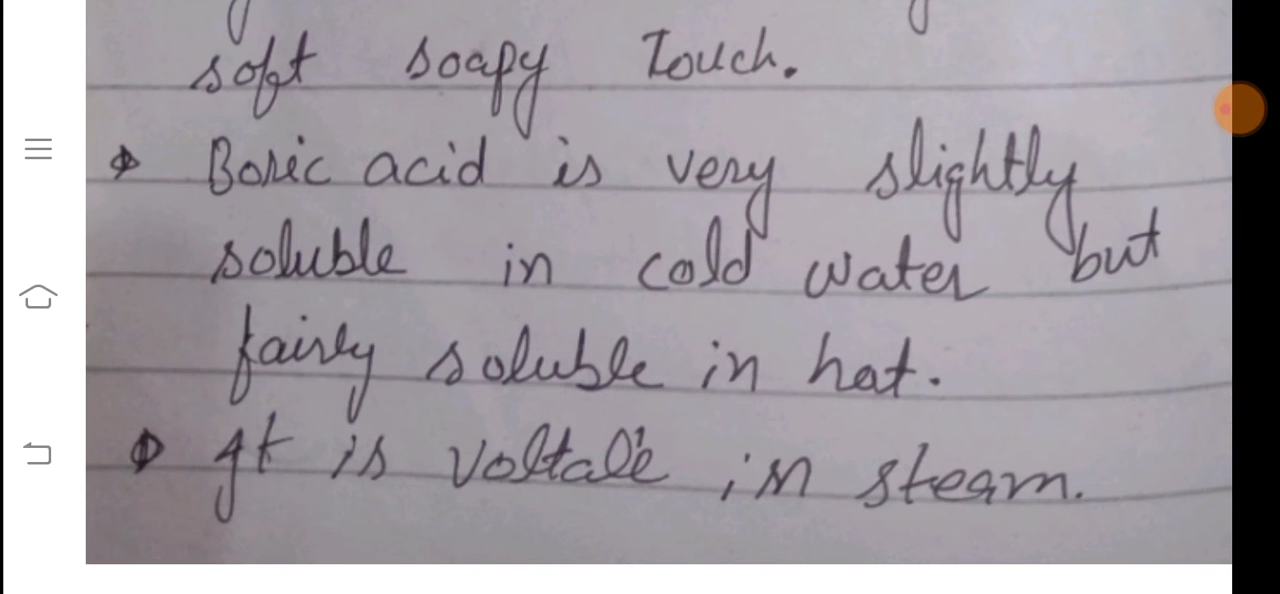 soft soapy Touch.
Boric acid is very slightly
soluble in cold water but
fairly soluble in hot.
It is voltale in steam.